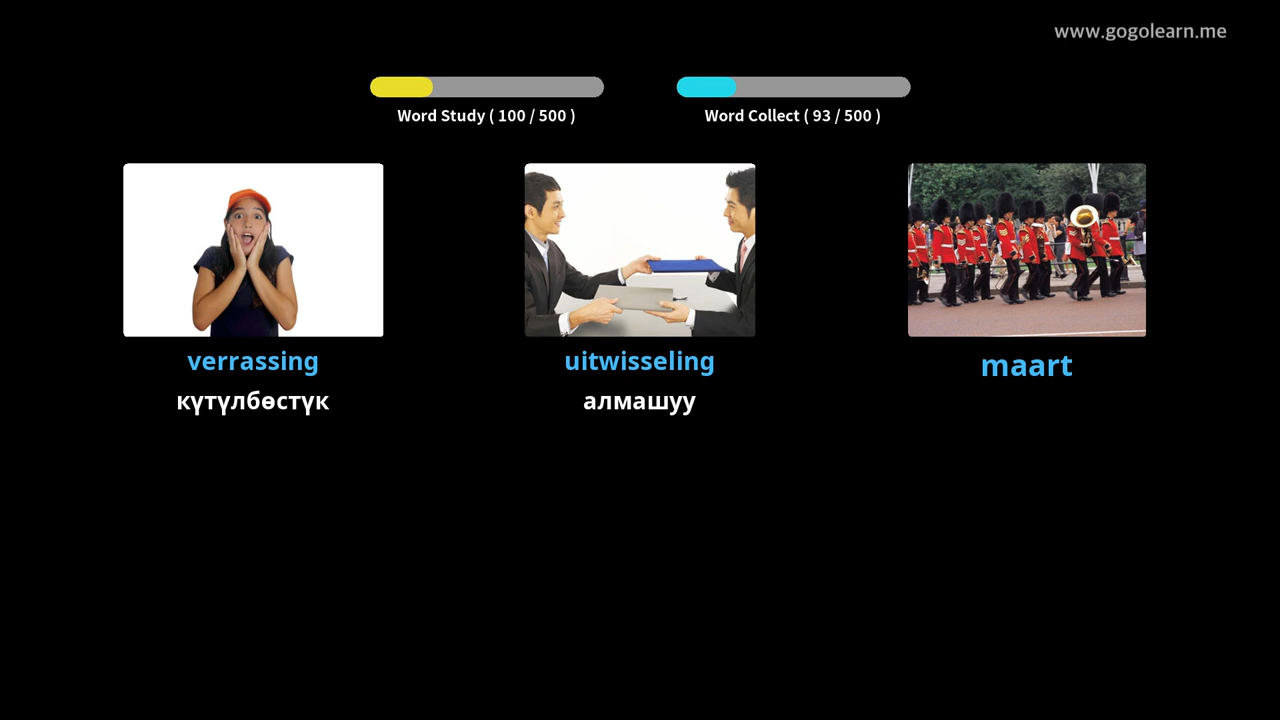 www.gogolearn.me
Word Study ( 100 / 500 )
Word Collect ( 93 / 500 )
verrassing
күтүлбөстүк
uitwisseling
алмашуу
maart